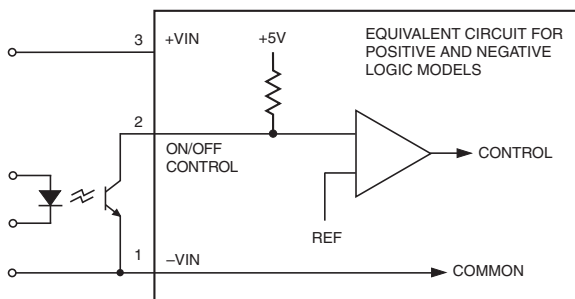 EQUIVALENT CIRCUIT FOR
POSITIVE AND NEGATIVE
LOGIC MODELS
3
+VIN
+5V
2
ON/OFF
CONTROL
CONTROL
REF
1
–VIN
COMMON